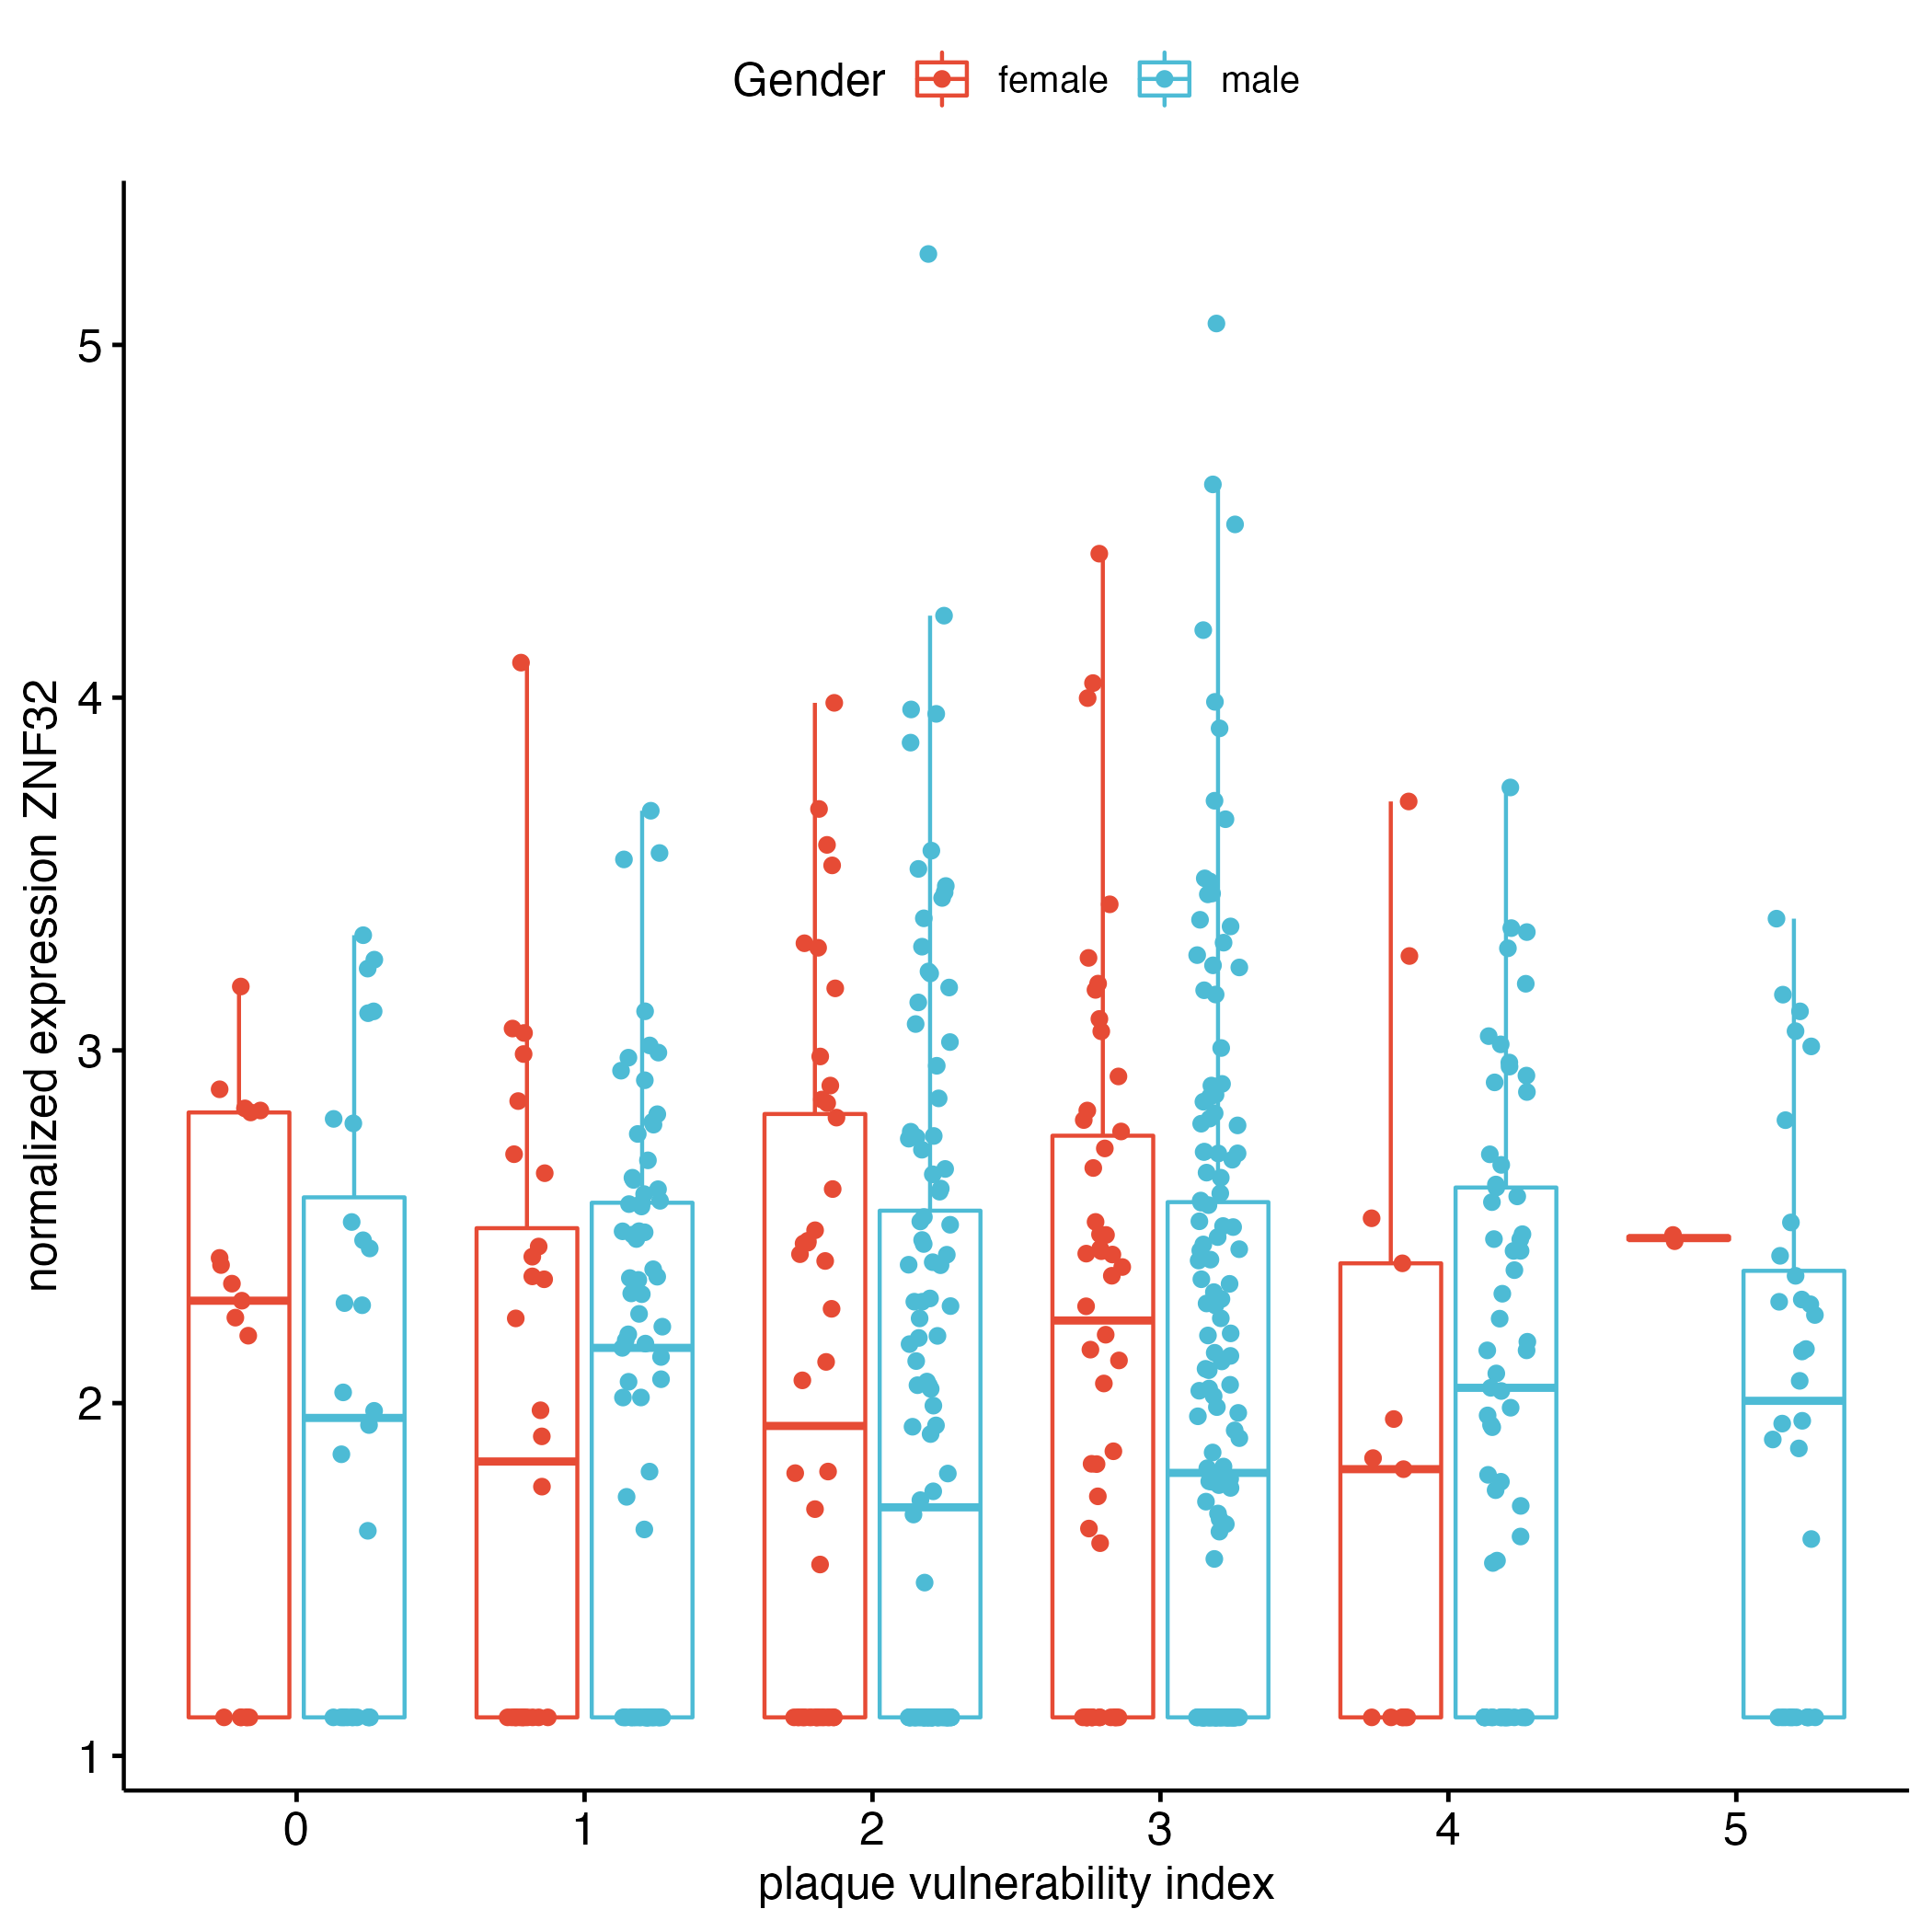 Gender female male
normalized expression ZNF32
5
4
3
2
1
0 1 2 3 4 5
plaque vulnerability index